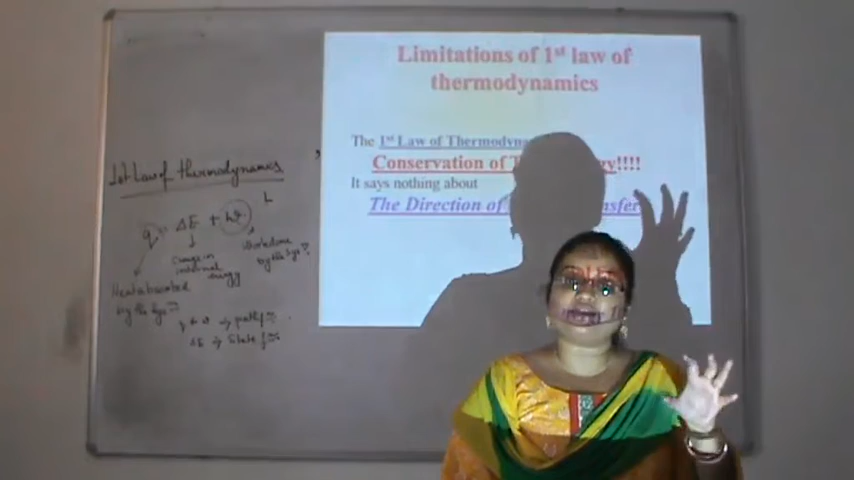 Limitations of 1st law of
thermodynamics
The 1st Law of Thermodyna
Conservation of gy!!!!
It says nothing about
The Direction of nsfer
1st Law of thermodynamics
q = ΔE + w
Change in
internal
energy
Workdone
by the sys
Heat absorbed
by the sys
q & w → path f
ΔE → State f